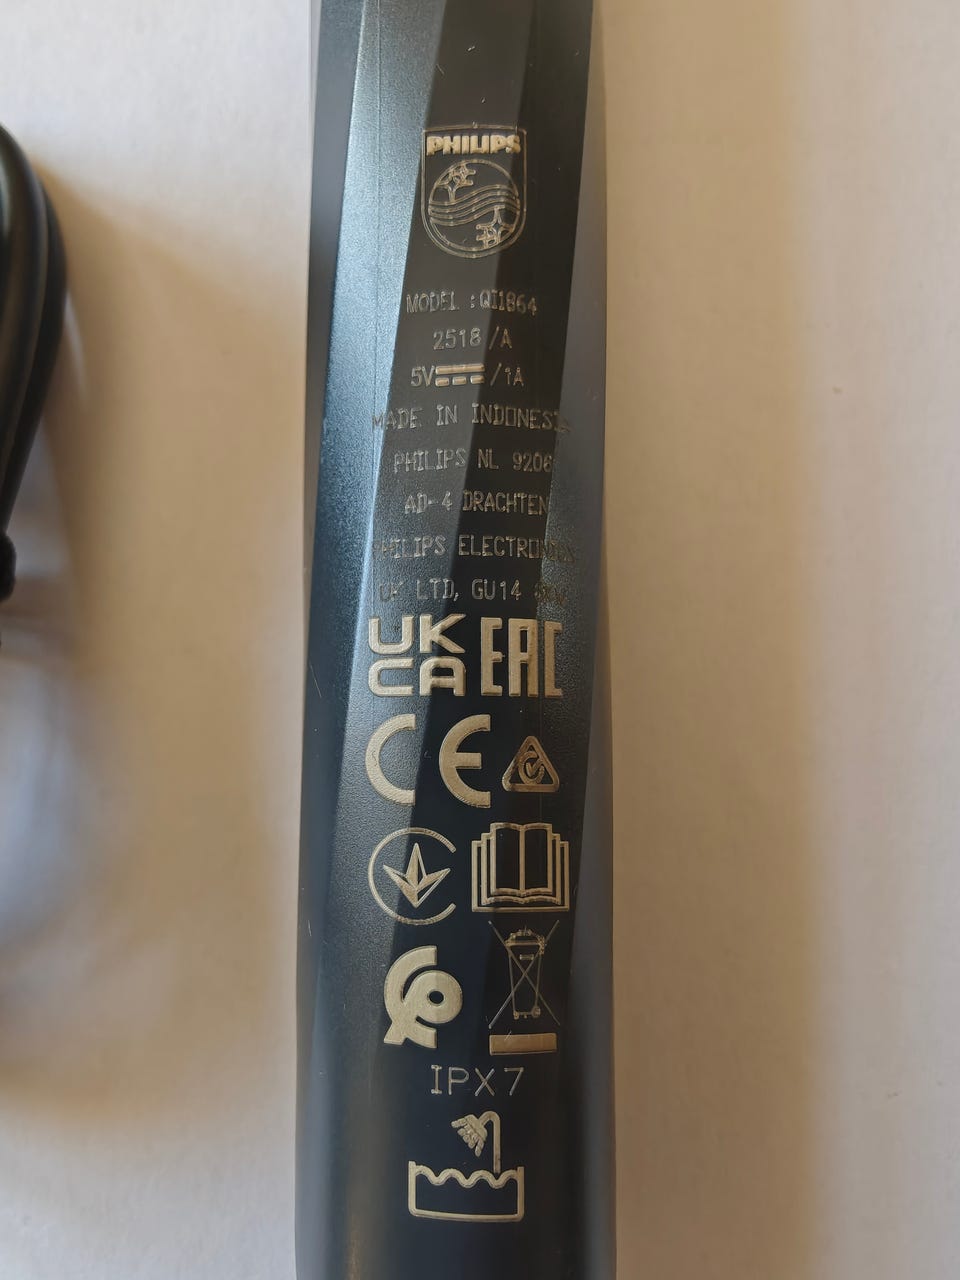 PHILIPS
MODEL : QI1864
2518 /A
5V /1A
MADE IN INDONESIA
PHILIPS NL 9206
AD-4 DRACHTEN
PHILIPS ELECTRONICS
UK LTD, GU14
UK
CA EAC
CE
IPX7